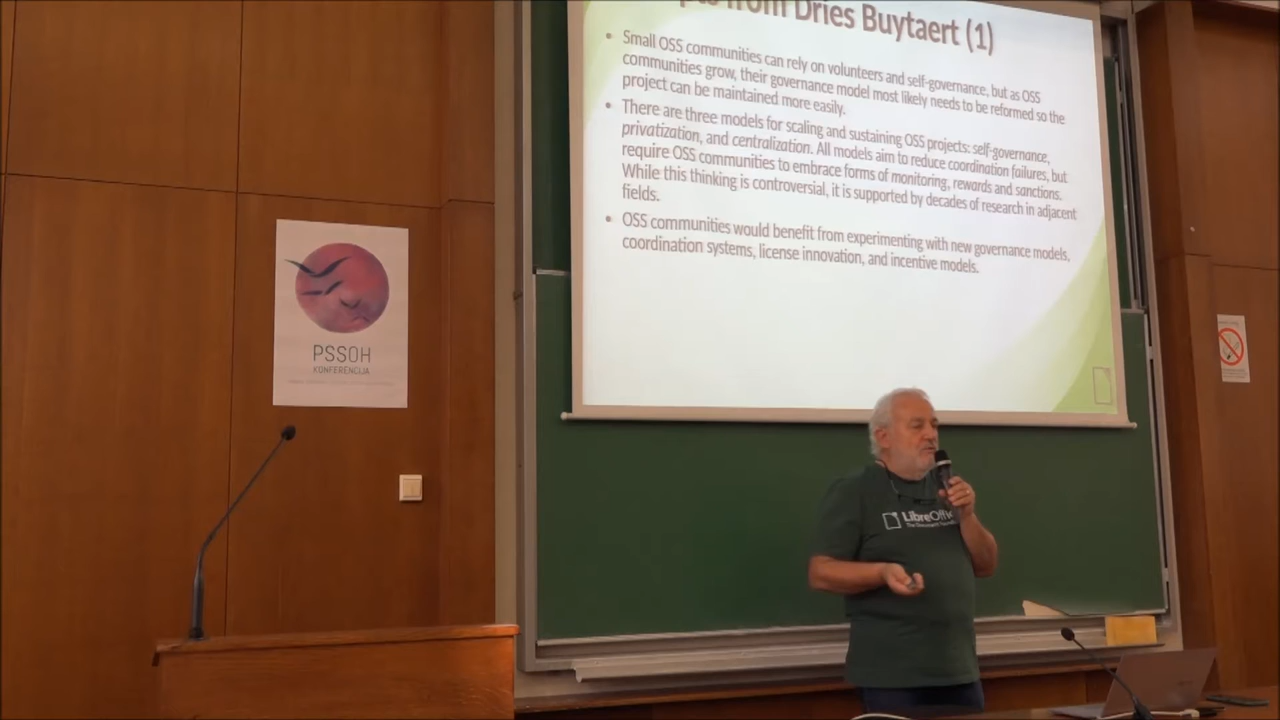 from Dries Buytaert (1)
• Small OSS communities can rely on volunteers and self-governance, but as OSS
communities grow, their governance model most likely needs to be reformed so the
project can be maintained more easily.
• There are three models for scaling and sustaining OSS projects: self-governance,
privatization, and centralization. All models aim to reduce coordination failures, but
require OSS communities to embrace forms of monitoring, rewards and sanctions.
While this thinking is controversial, it is supported by decades of research in adjacent
fields.
• OSS communities would benefit from experimenting with new governance models,
coordination systems, license innovation, and incentive models.
PSSOH
KONFERENCIJA
LibreOffic
The Document